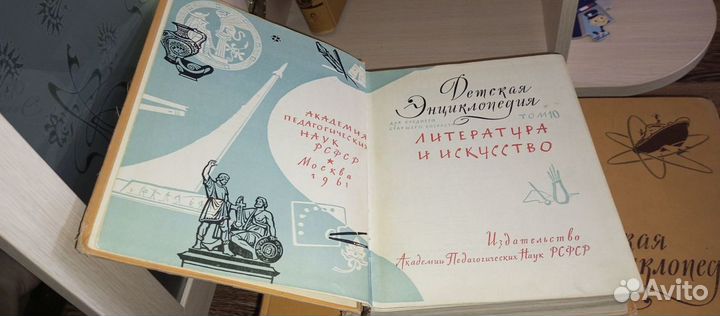 АКАДЕМИЯ
ПЕДАГОГИЧЕСКИХ
НАУК
РСФСР
Москва
1961
Детская
Энциклопедия
ДЛЯ СРЕДНЕГО
СТАРШЕГО ВОЗРАСТА
ТОМ 10
ЛИТЕРАТУРА
И ИСКУССТВО
Издательство
Академии Педагогических Наук РСФСР
Avito